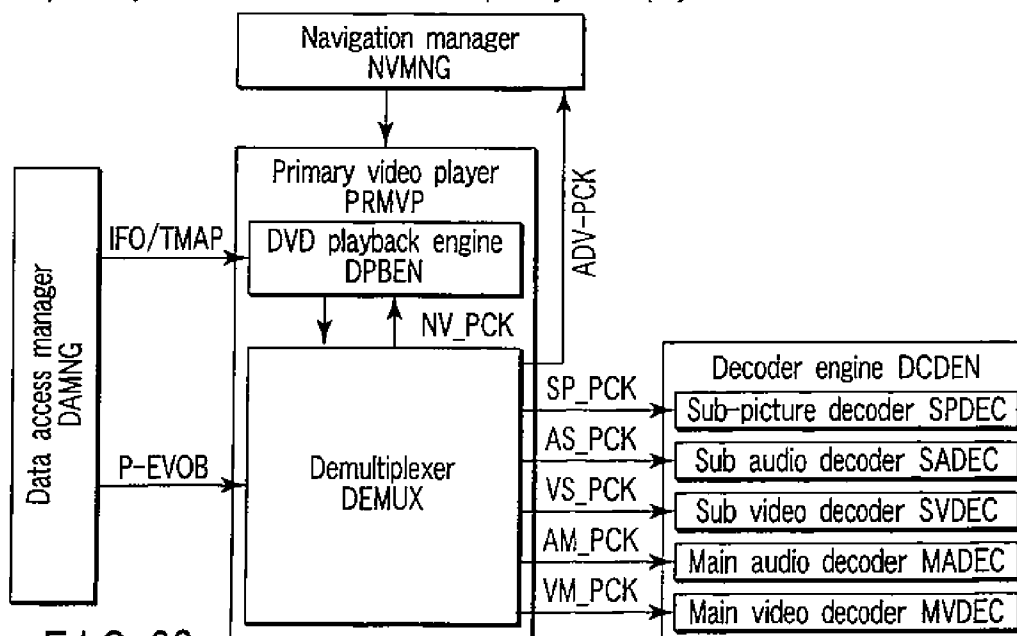 Navigation manager
NVMNG
Primary video player
PRMVP
ADV-PCK
Data access manager
DAMNG
IFO/TMAP
DVD playback engine
DPBEN
NV_PCK
P-EVOB
Demultiplexer
DEMUX
Decoder engine DCDEN
SP_PCK
Sub-picture decoder SPDEC
AS_PCK
Sub audio decoder SADEC
VS_PCK
Sub video decoder SVDEC
AM_PCK
Main audio decoder MADEC
VM_PCK
Main video decoder MVDEC